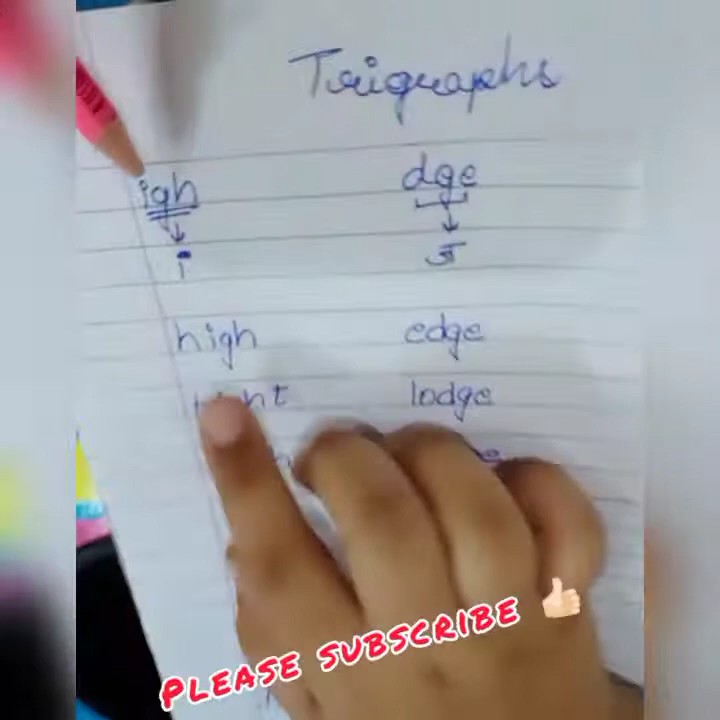 Trigraphs
igh dge
i ज
high edge
lodge
PLEASE SUBSCRIBE 👍🏻